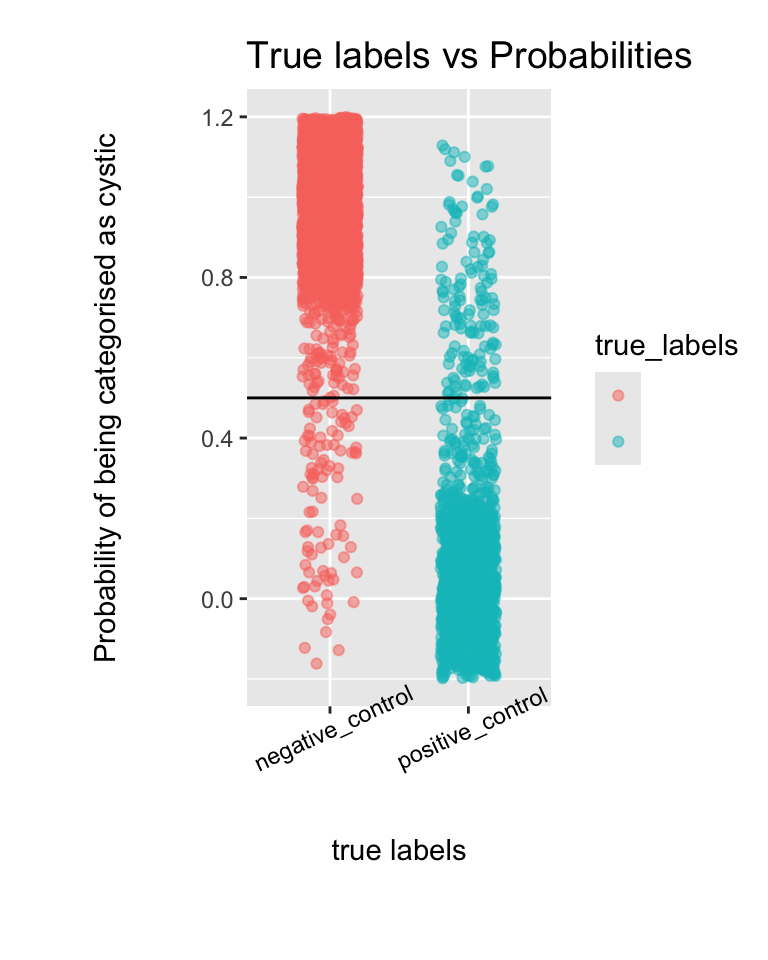 True labels vs Probabilities
Probability of being categorised as cystic
1.2
0.8
0.4
0.0
negative_control
positive_control
true labels
true_labels